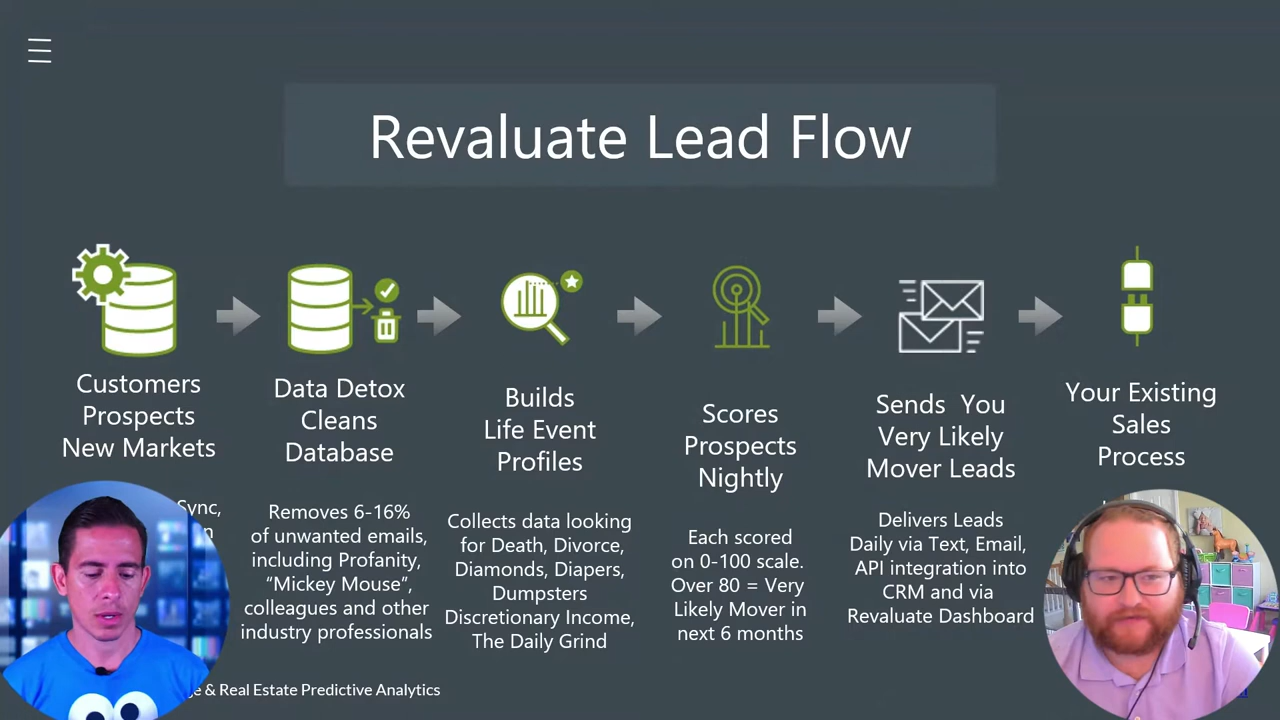 Revaluate Lead Flow
Customers
Prospects
New Markets
Sync,
Data Detox
Cleans
Database
Removes 6-16%
of unwanted emails,
including Profanity,
“Mickey Mouse”,
colleagues and other
industry professionals
Builds
Life Event
Profiles
Collects data looking
for Death, Divorce,
Diamonds, Diapers,
Dumpsters
Discretionary Income,
The Daily Grind
Scores
Prospects
Nightly
Each scored
on 0-100 scale.
Over 80 = Very
Likely Mover in
next 6 months
Sends You
Very Likely
Mover Leads
Delivers Leads
Daily via Text, Email,
API integration into
CRM and via
Revaluate Dashboard
Your Existing
Sales
Process
& Real Estate Predictive Analytics